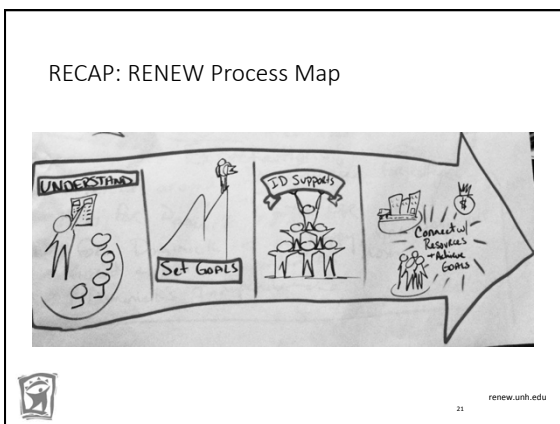 RECAP: RENEW Process Map
UNDERSTAND
Set GOALS
ID SuppoRts
Connect w/
Resources
+ Achieve
GOALS
$
renew.unh.edu
21